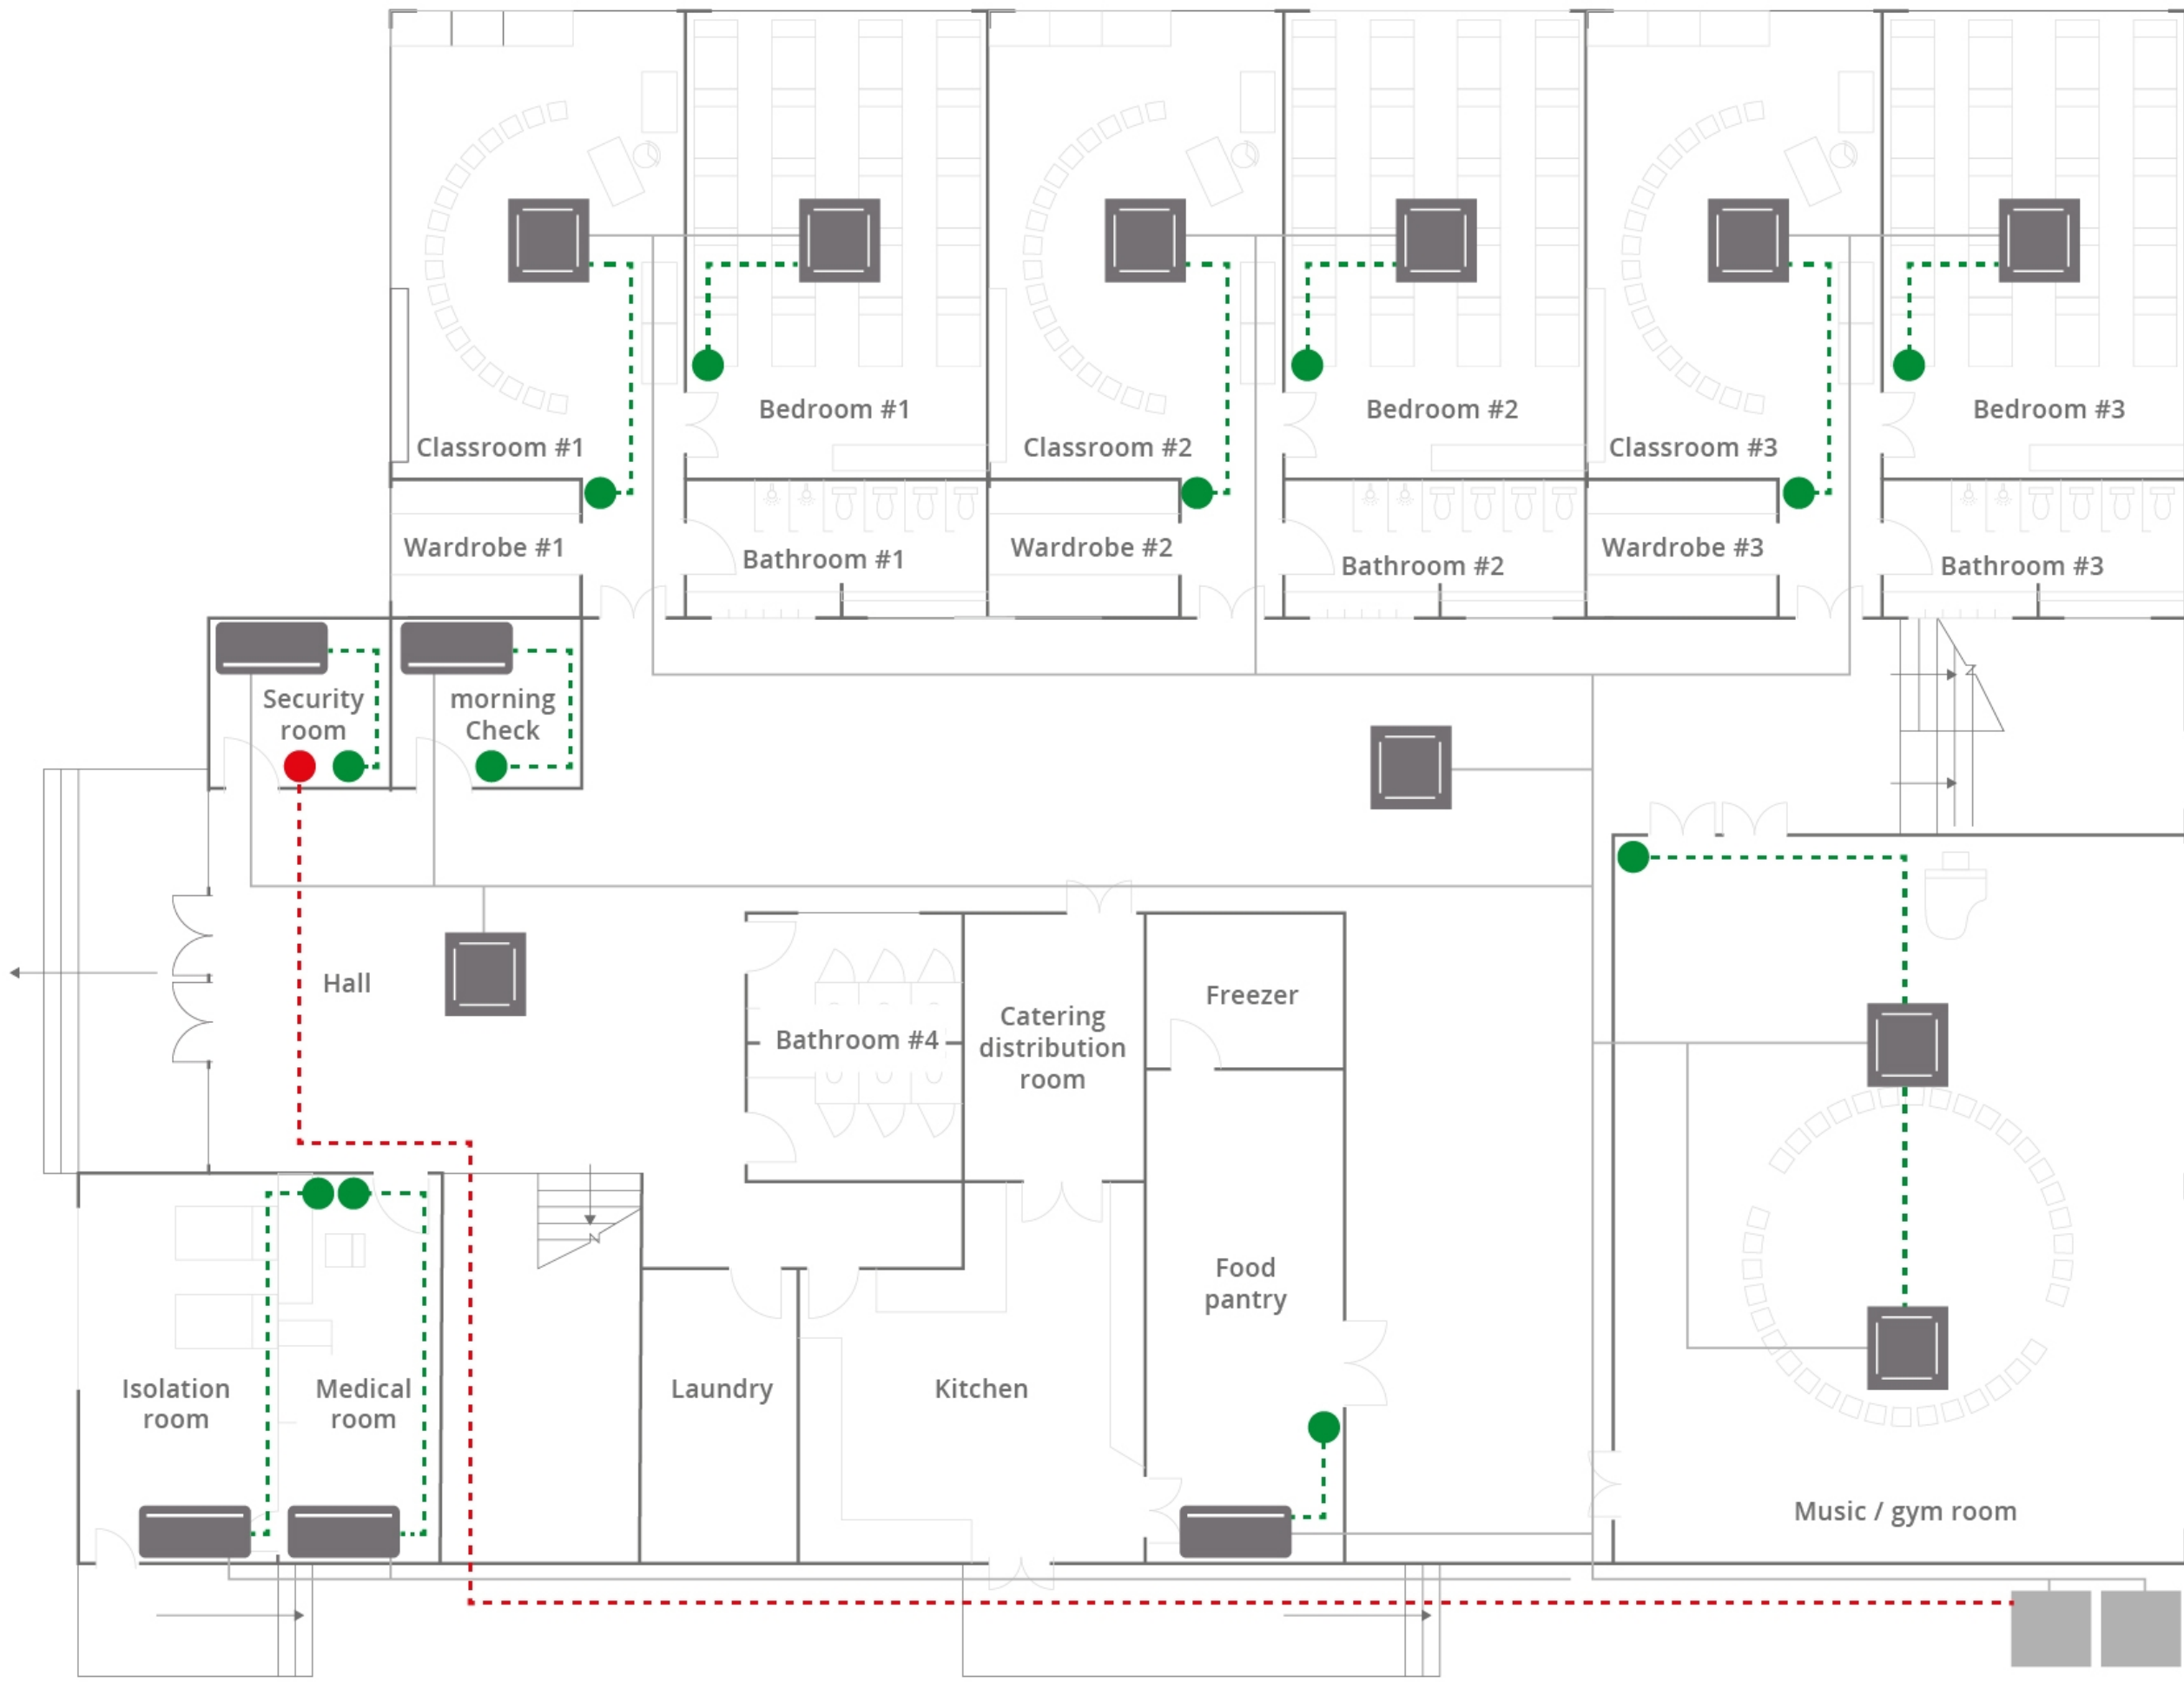 Bedroom #1
Bedroom #2
Bedroom #3
Classroom #1
Classroom #2
Classroom #3
Wardrobe #1
Bathroom #1
Wardrobe #2
Bathroom #2
Wardrobe #3
Bathroom #3
Security
room
morning
Check
Hall
Bathroom #4
Catering
distribution
room
Freezer
Food
pantry
Isolation
room
Medical
room
Laundry
Kitchen
Music / gym room